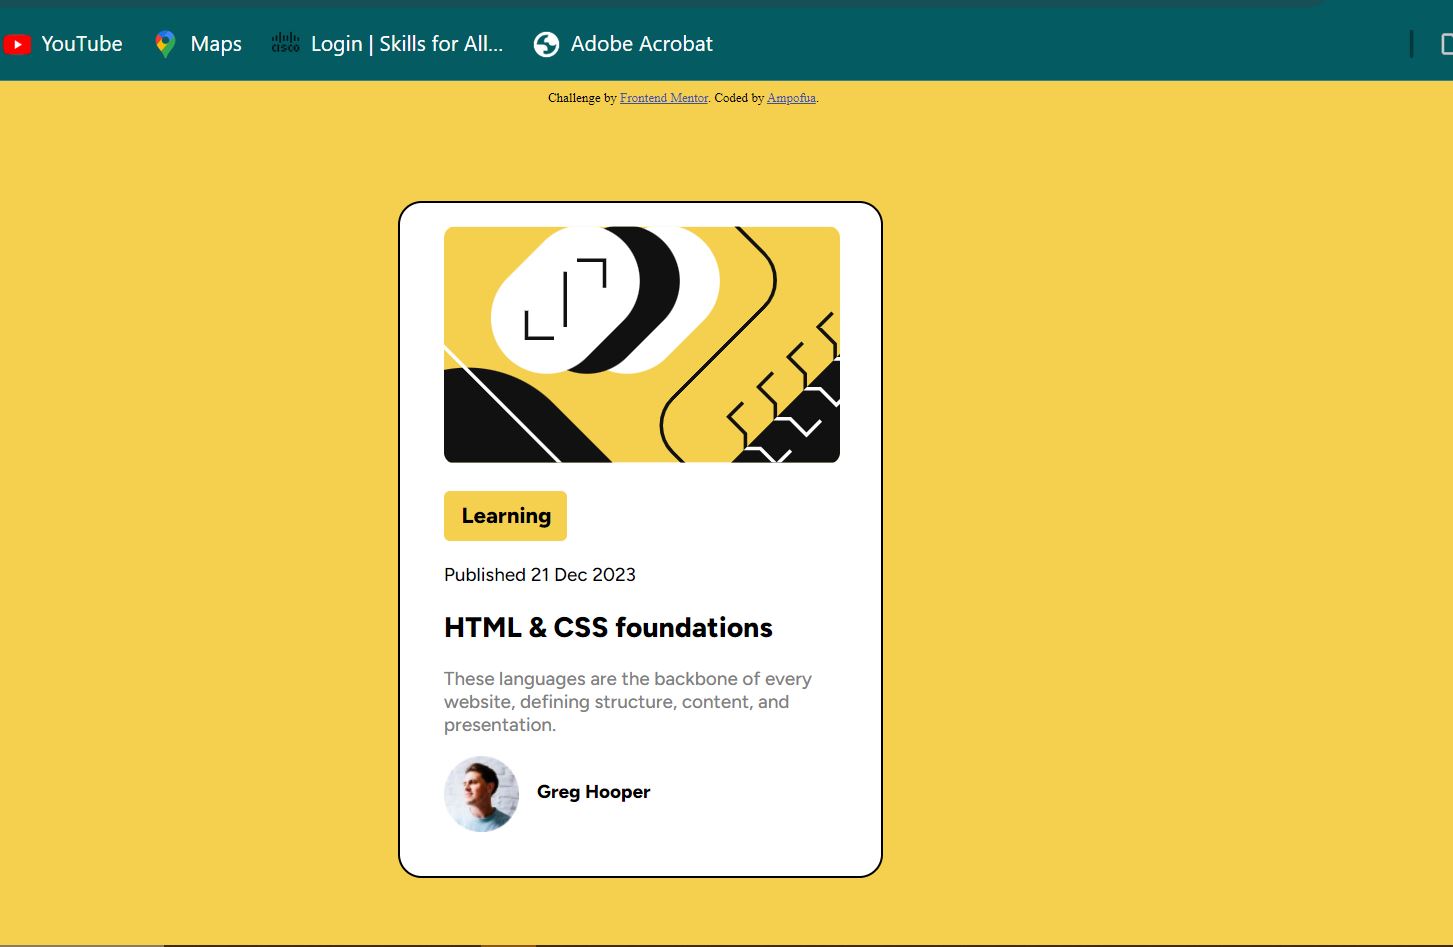 YouTube Maps cisco Login | Skills for All... Adobe Acrobat
Challenge by Frontend Mentor. Coded by Ampofua.
Learning
Published 21 Dec 2023
HTML & CSS foundations
These languages are the backbone of every
website, defining structure, content, and
presentation.
Greg Hooper